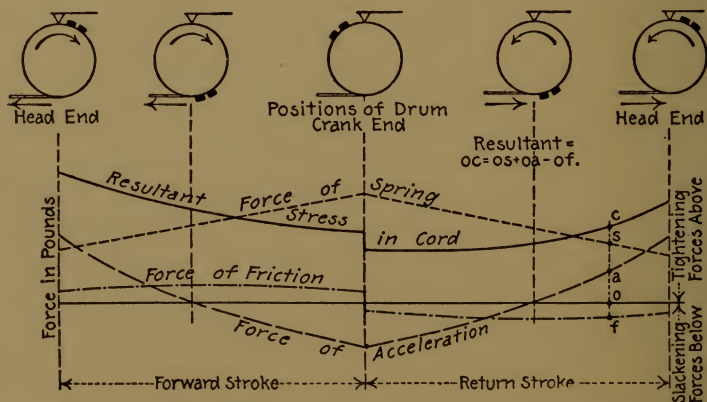 Head End
Positions of Drum
Crank End
Head End
Resultant =
oc=os+oa-of.
Resultant Stress in Cord
Force of Spring
Force of Friction
Force of Acceleration
c
s
a
o
f
Force in Pounds
Tightening
Forces Above
Slackening
Forces Below
Forward Stroke
Return Stroke